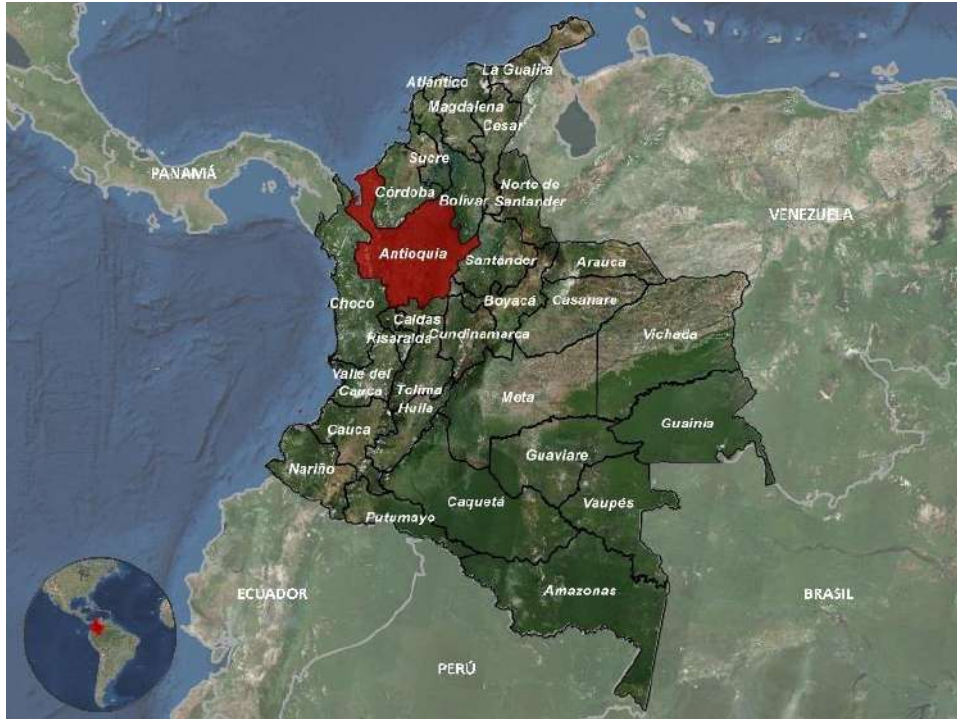 La Guajira
Atlántico
Magdalena
Cesar
Sucre
PANAMÁ
Córdoba
Norte de
Santander
Bolívar
VENEZUELA
Antioquia
Santander
Arauca
Chocó
Boyacá
Casanare
Caldas
Risaralda
Cundinamarca
Vichada
Valle del
Cauca
Tolima
Meta
Huila
Cauca
Guainía
Nariño
Guaviare
Caquetá
Vaupés
Putumayo
ECUADOR
Amazonas
BRASIL
PERÚ